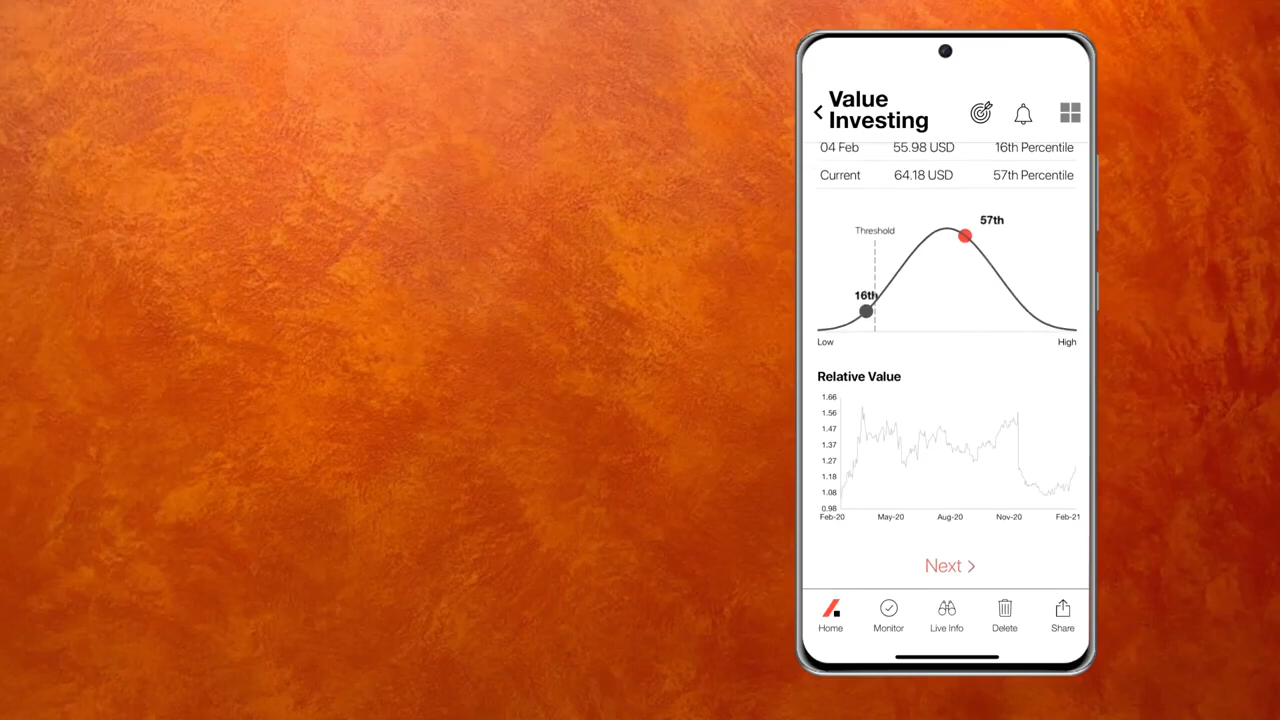 Value
Investing
04 Feb 55.98 USD 16th Percentile
Current 64.18 USD 57th Percentile
57th
Threshold
16th
Low High
Relative Value
1.66
1.56
1.47
1.37
1.27
1.18
1.08
0.98
Feb-20 May-20 Aug-20 Nov-20 Feb-21
Next
Home Monitor Live Info Delete Share